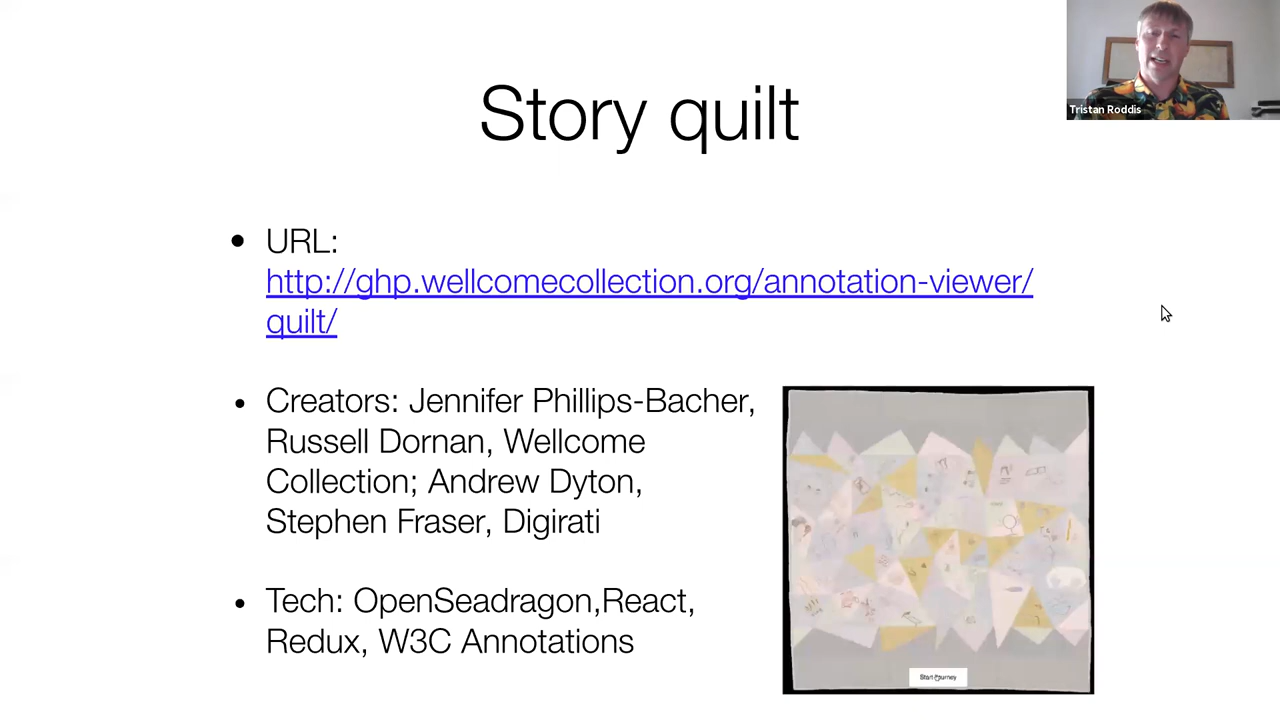 Tristan Roddis
Story quilt
• URL:
http://ghp.wellcomecollection.org/annotation-viewer/
quilt/
• Creators: Jennifer Phillips-Bacher,
Russell Dornan, Wellcome
Collection; Andrew Dyton,
Stephen Fraser, Digirati
• Tech: OpenSeadragon,React,
Redux, W3C Annotations
Start journey